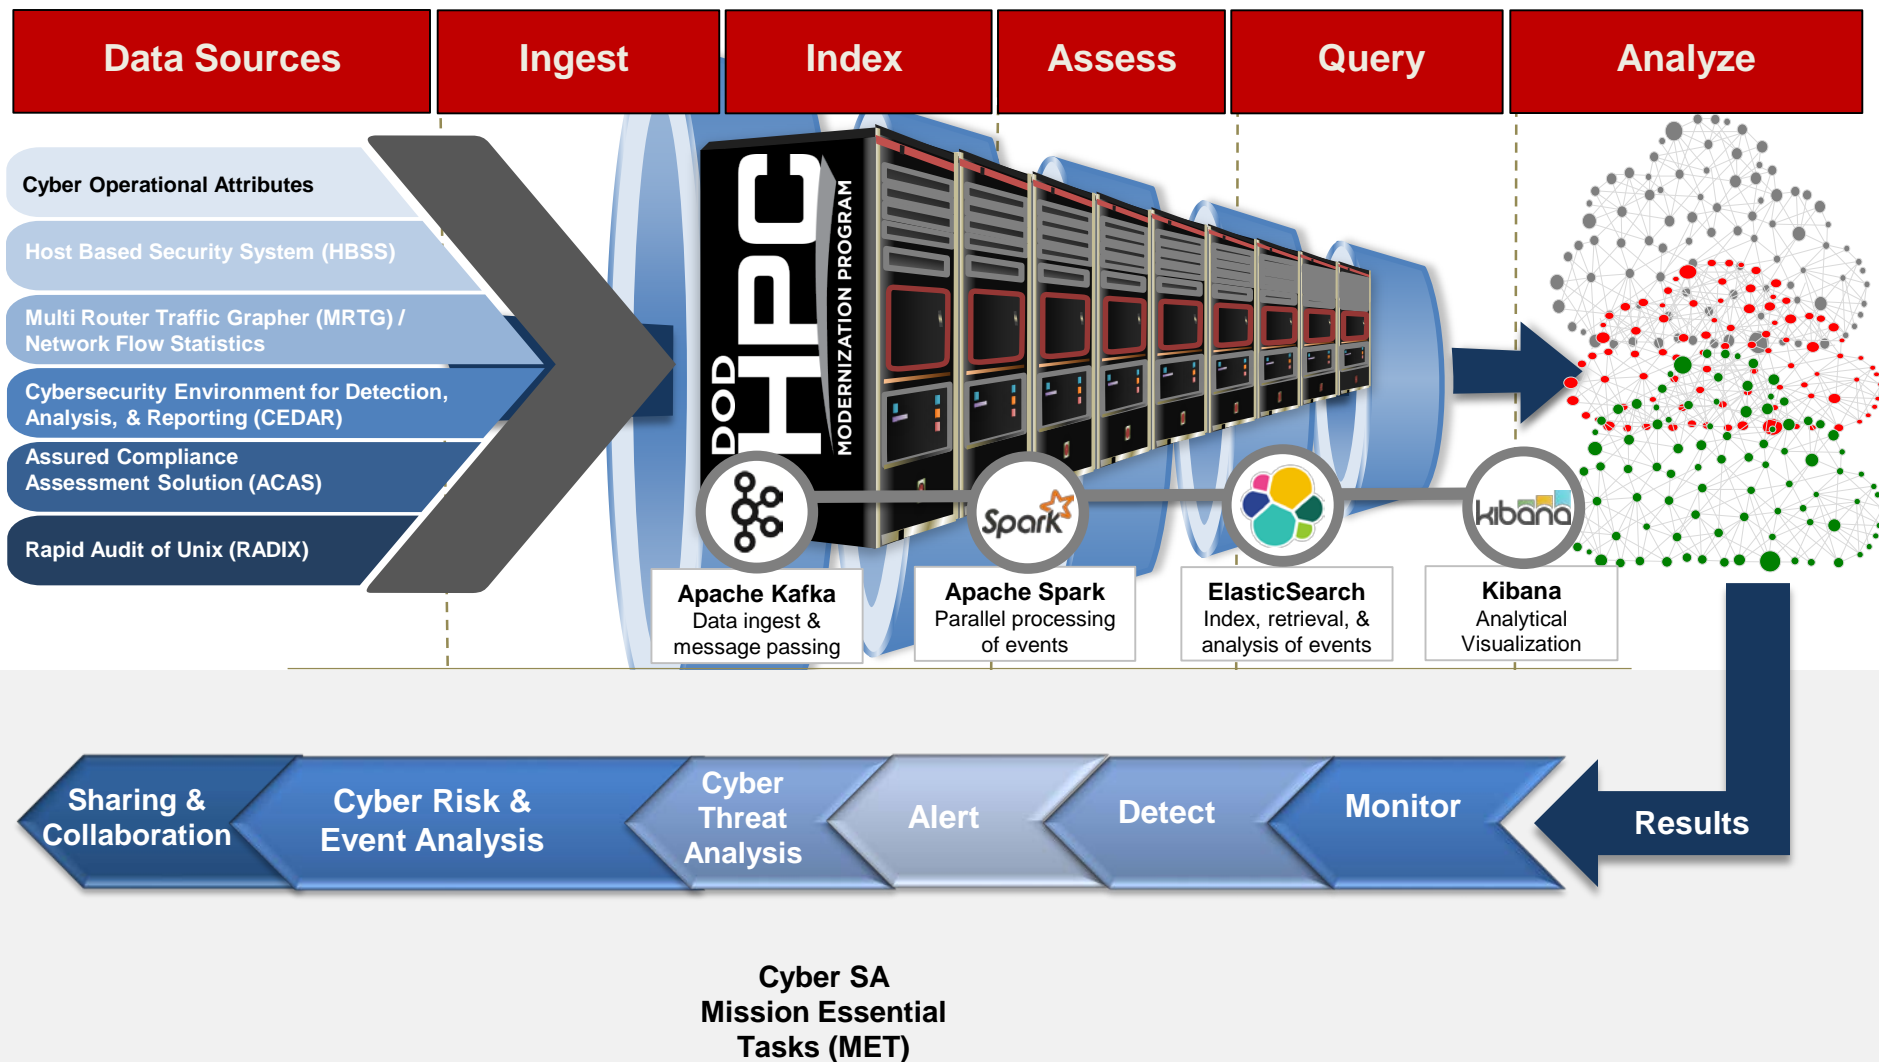 Data Sources
Ingest
Index
Assess
Query
Analyze
Cyber Operational Attributes
Host Based Security System (HBSS)
Multi Router Traffic Grapher (MRTG) /
Network Flow Statistics
Cybersecurity Environment for Detection,
Analysis, & Reporting (CEDAR)
Assured Compliance
Assessment Solution (ACAS)
Rapid Audit of Unix (RADIX)
DOD
HPC
MODERNIZATION PROGRAM
Spark
kibana
Apache Kafka
Data ingest &
message passing
Apache Spark
Parallel processing
of events
ElasticSearch
Index, retrieval, &
analysis of events
Kibana
Analytical
Visualization
Sharing &
Collaboration
Cyber Risk &
Event Analysis
Cyber
Threat
Analysis
Alert
Detect
Monitor
Results
Cyber SA
Mission Essential
Tasks (MET)